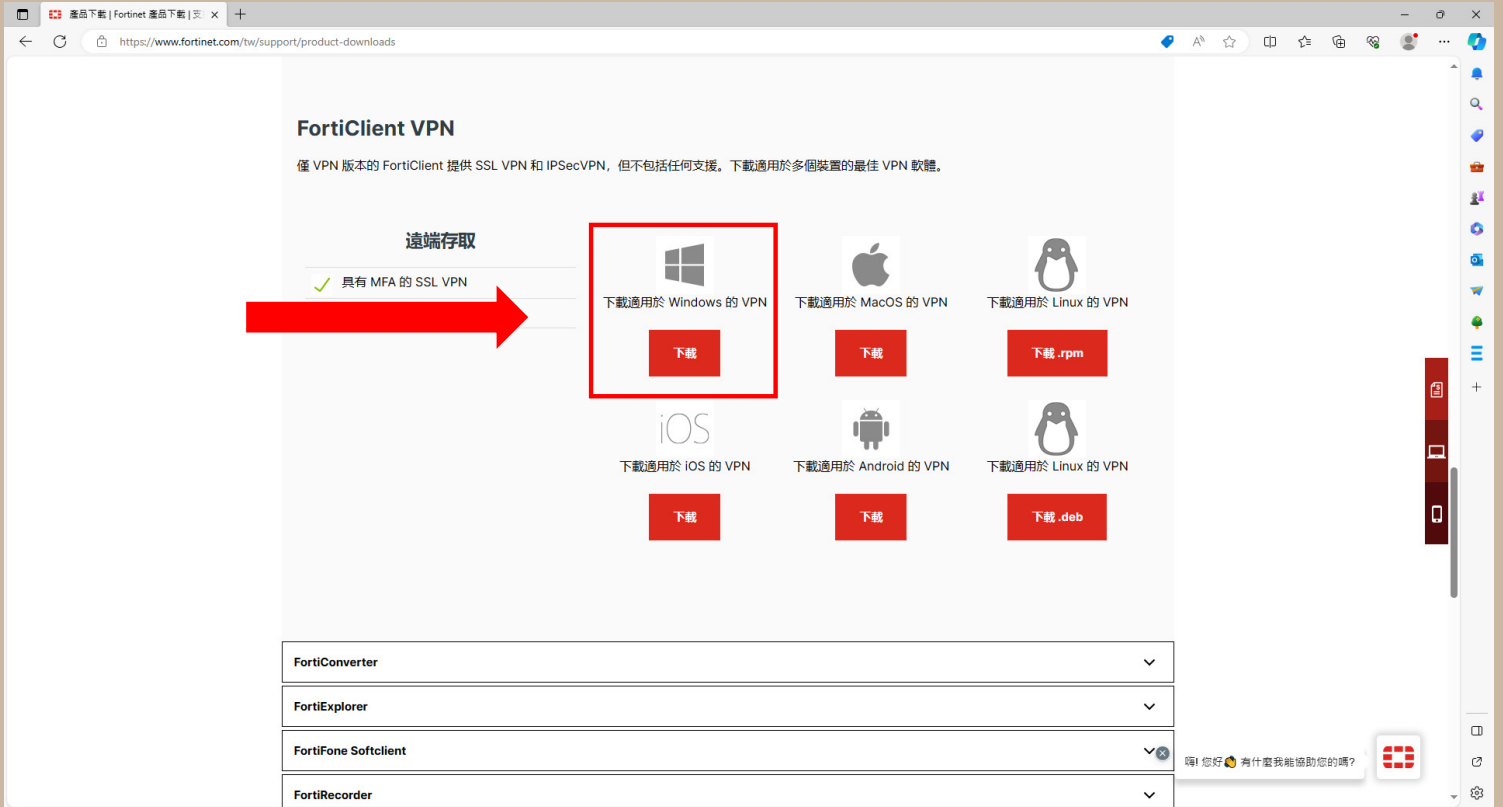 產品下載 | Fortinet 產品下載 | 支
https://www.fortinet.com/tw/support/product-downloads
FortiClient VPN
僅 VPN 版本的 FortiClient 提供 SSL VPN 和 IPSecVPN，但不包括任何支援。下載適用於多個裝置的最佳 VPN 軟體。
遠端存取
具有 MFA 的 SSL VPN
下載適用於 Windows 的 VPN
下載
下載適用於 MacOS 的 VPN
下載
下載適用於 Linux 的 VPN
下載 .rpm
iOS
下載適用於 iOS 的 VPN
下載
下載適用於 Android 的 VPN
下載
下載適用於 Linux 的 VPN
下載 .deb
FortiConverter
FortiExplorer
FortiFone Softclient
FortiRecorder
嗨! 您好👋 有什麼我能協助您的嗎?